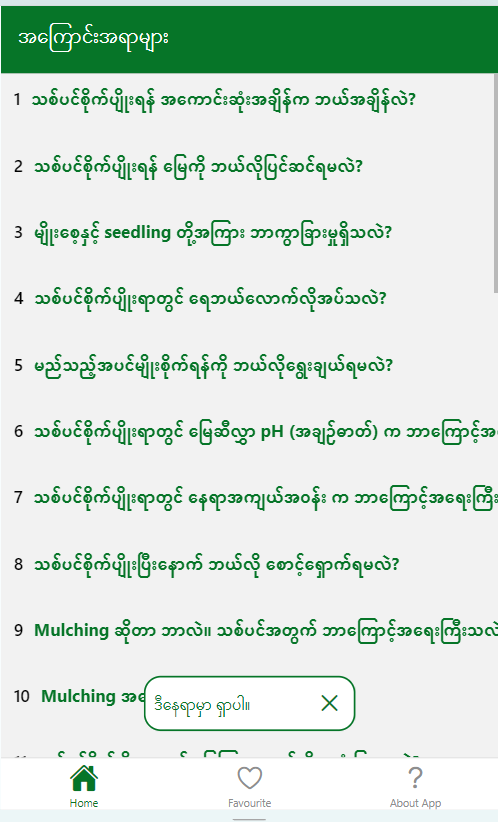 အကြောင်းအရာများ
1 သစ်ပင်စိုက်ပျိုးရန် အကောင်းဆုံးအချိန်က ဘယ်အချိန်လဲ?
2 သစ်ပင်စိုက်ပျိုးရန် မြေကို ဘယ်လိုပြင်ဆင်ရမလဲ?
3 မျိုးစေ့နှင့် seedling တို့အကြား ဘာကွာခြားမှုရှိသလဲ?
4 သစ်ပင်စိုက်ပျိုးရာတွင် ရေဘယ်လောက်လိုအပ်သလဲ?
5 မည်သည့်အပင်မျိုးစိုက်ရန်ကို ဘယ်လိုရွေးချယ်ရမလဲ?
6 သစ်ပင်စိုက်ပျိုးရာတွင် မြေဆီလွှာ pH (အချဉ်ဓာတ်) က ဘာကြောင့်
7 သစ်ပင်စိုက်ပျိုးရာတွင် နေရာအကျယ်အဝန်း က ဘာကြောင့်အရေးကြီး
8 သစ်ပင်စိုက်ပျိုးပြီးနောက် ဘယ်လို စောင့်ရှောက်ရမလဲ?
9 Mulching ဆိုတာ ဘာလဲ။ သစ်ပင်အတွက် ဘာကြောင့်အရေးကြီးသလဲ
10 Mulching
ဒီနေရာမှာ ရှာပါ။
Home Favourite About App